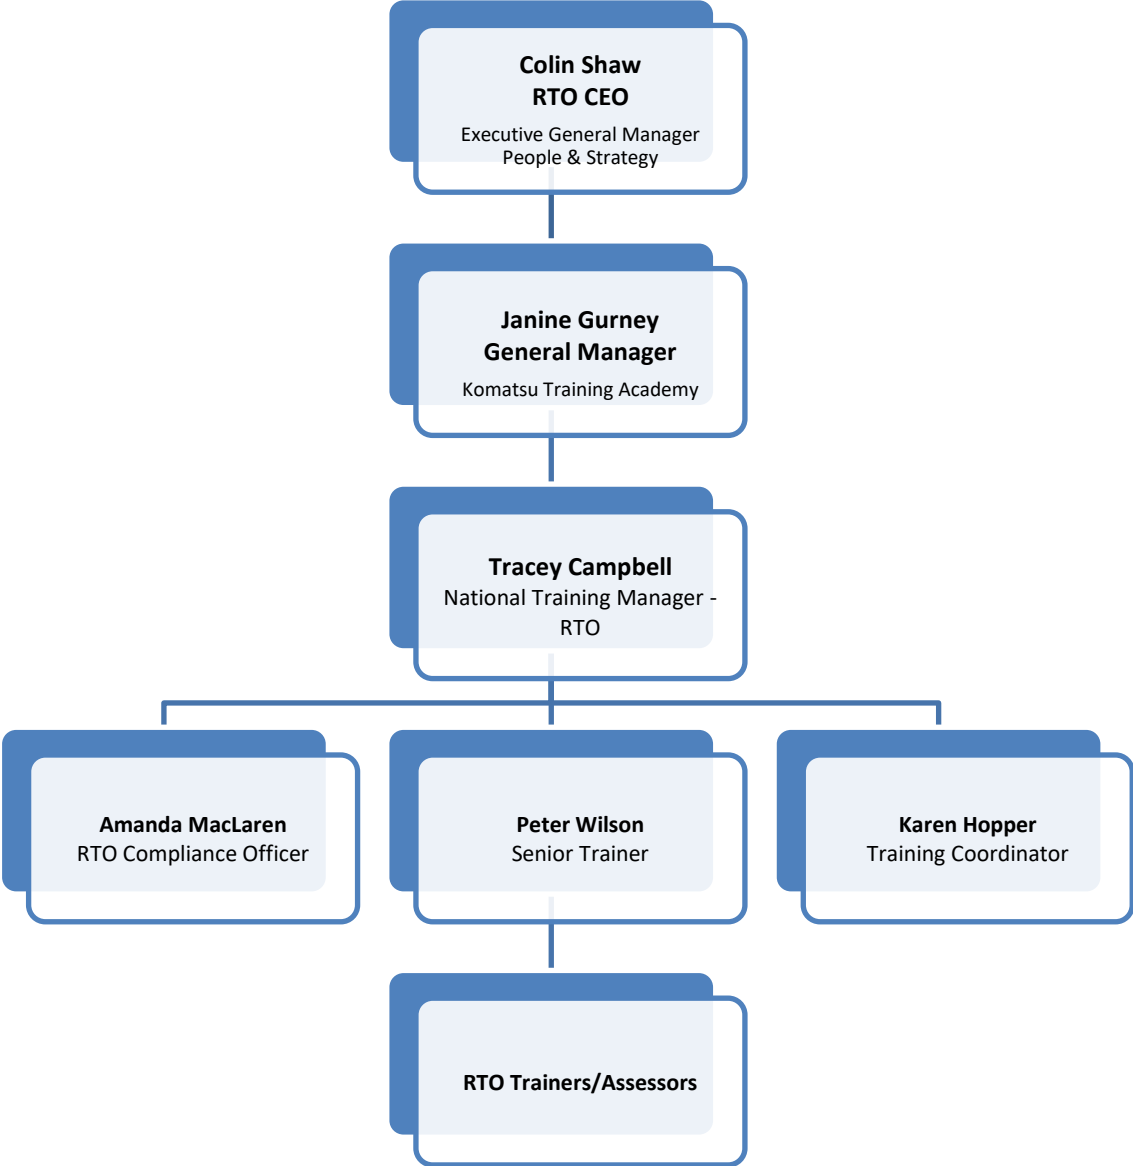 Colin Shaw
RTO CEO
Executive General Manager
People & Strategy
Janine Gurney
General Manager
Komatsu Training Academy
Tracey Campbell
National Training Manager -
RTO
Amanda MacLaren
RTO Compliance Officer
Peter Wilson
Senior Trainer
Karen Hopper
Training Coordinator
RTO Trainers/Assessors